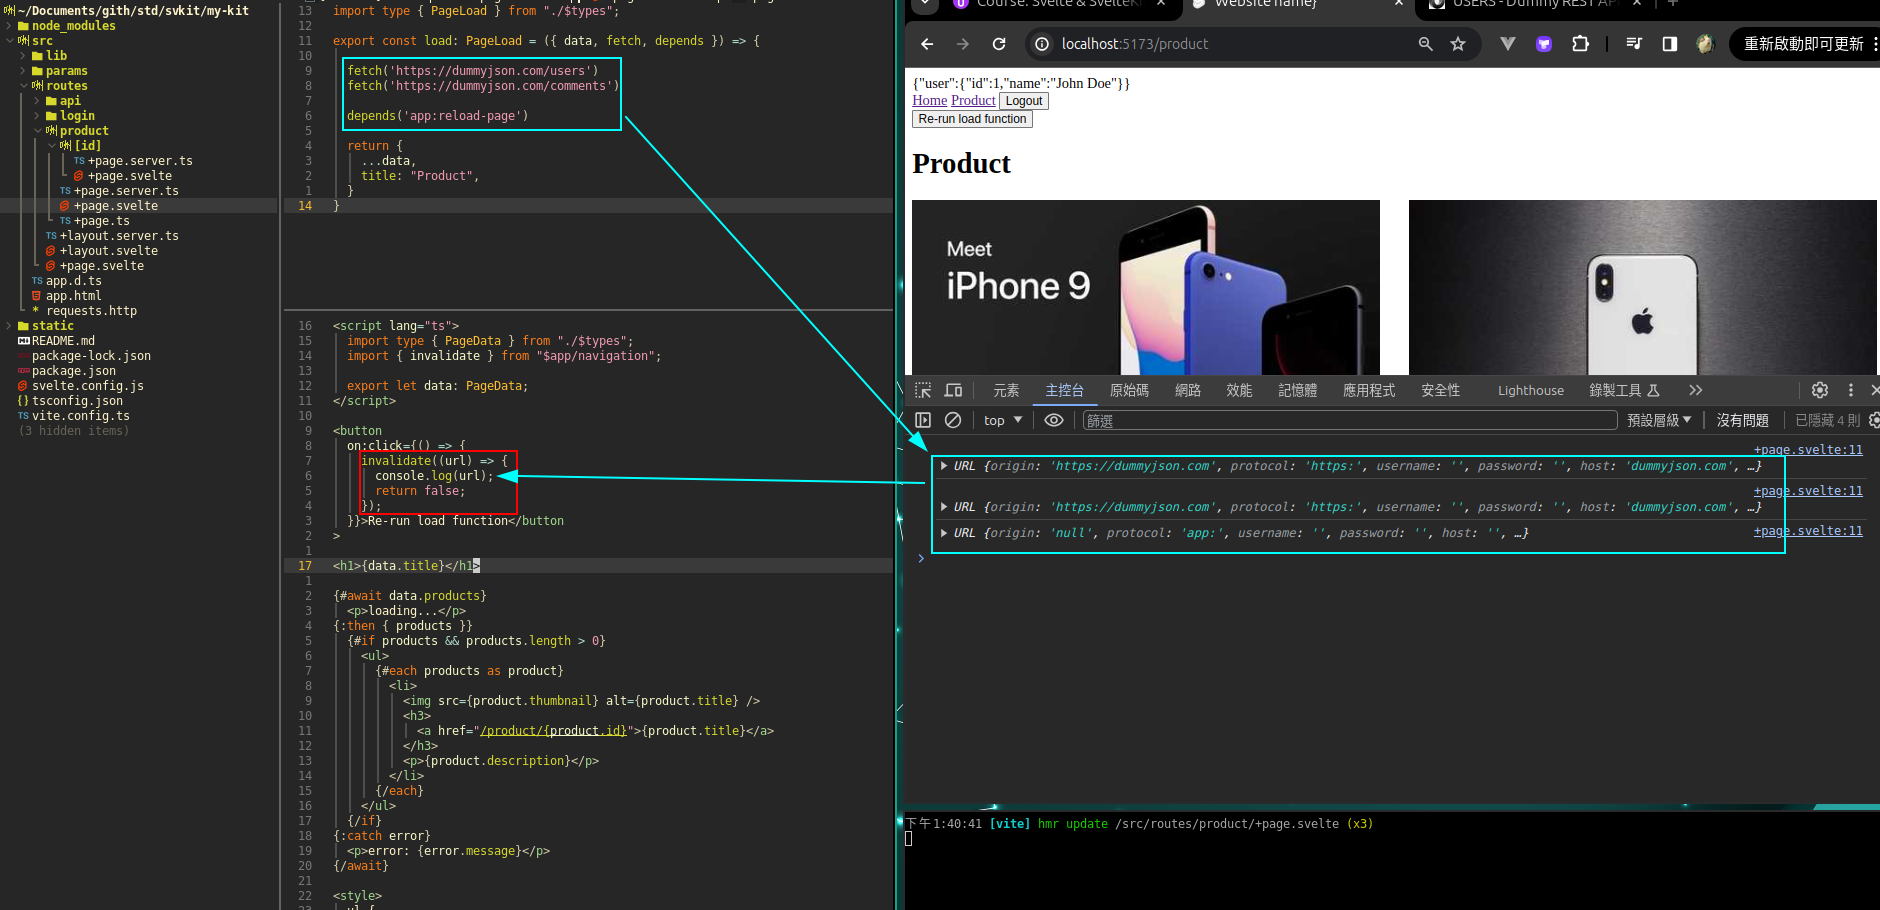 ~/Documents/gith/std/svkit/my-kit
node_modules
src
lib
params
routes
api
login
product
[id]
TS +page.server.ts
+page.svelte
TS +page.server.ts
+page.svelte
TS +page.ts
TS +layout.server.ts
+layout.svelte
+page.svelte
TS app.d.ts
app.html
* requests.http
static
README.md
package-lock.json
package.json
svelte.config.js
{} tsconfig.json
TS vite.config.ts
(3 hidden items)
13 import type { PageLoad } from "./$types";
12
11 export const load: PageLoad = ({ data, fetch, depends }) => {
10
9 fetch('https://dummyjson.com/users')
8 fetch('https://dummyjson.com/comments')
7
6 depends('app:reload-page')
5
4 return {
3 ...data,
2 title: "Product",
1 }
14 }
16 <script lang="ts">
15 import type { PageData } from "./$types";
14 import { invalidate } from "$app/navigation";
13
12 export let data: PageData;
11 </script>
10
9 <button
8 on:click={() => {
7 invalidate((url) => {
6 console.log(url);
5 return false;
4 });
3 }}>Re-run load function</button
2 >
1
17 <h1>{data.title}</h1>
1
2 {#await data.products}
3 <p>loading...</p>
4 {:then { products }}
5 {#if products && products.length > 0}
6 <ul>
7 {#each products as product}
8 <li>
9 <img src={product.thumbnail} alt={product.title} />
10 <h3>
11 <a href="/product/{product.id}">{product.title}</a>
12 </h3>
13 <p>{product.description}</p>
14 </li>
15 {/each}
16 </ul>
17 {/if}
18 {:catch error}
19 <p>error: {error.message}</p>
20 {/await}
21
22 <style>
23 ul {
Course: Svelte & SvelteKi
Website name}
USERS - Dummy REST AP
localhost:5173/product
重新啟動即可更新
{"user":{"id":1,"name":"John Doe"}}
Home Product Logout
Re-run load function
Product
Meet
iPhone 9
元素 主控台 原始碼 網路 效能 記憶體 應用程式 安全性 Lighthouse 錄製工具
top 篩選 預設層級 沒有問題 已隱藏 4 則
+page.svelte:11
URL {origin: 'https://dummyjson.com', protocol: 'https:', username: '', password: '', host: 'dummyjson.com', …}
+page.svelte:11
URL {origin: 'https://dummyjson.com', protocol: 'https:', username: '', password: '', host: 'dummyjson.com', …}
URL {origin: 'null', protocol: 'app:', username: '', password: '', host: '', …} +page.svelte:11
下午1:40:41 [vite] hmr update /src/routes/product/+page.svelte (x3)